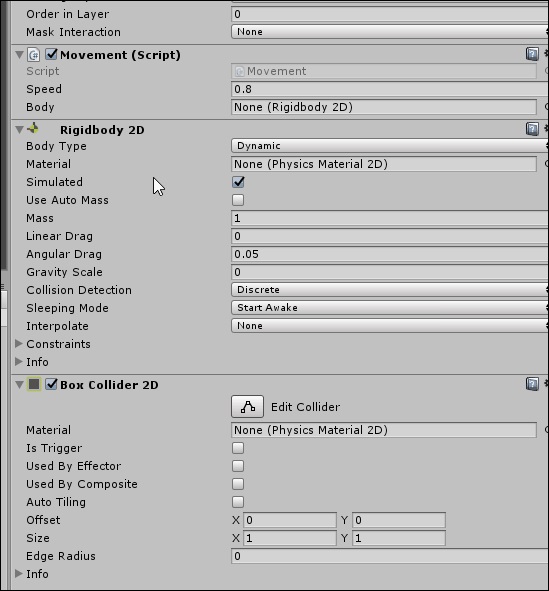 Order in Layer 0
Mask Interaction None
Movement (Script)
Script Movement
Speed 0.8
Body None (Rigidbody 2D)
Rigidbody 2D
Body Type Dynamic
Material None (Physics Material 2D)
Simulated
Use Auto Mass
Mass 1
Linear Drag 0
Angular Drag 0.05
Gravity Scale 0
Collision Detection Discrete
Sleeping Mode Start Awake
Interpolate None
Constraints
Info
Box Collider 2D
Edit Collider
Material None (Physics Material 2D)
Is Trigger
Used By Effector
Used By Composite
Auto Tiling
Offset X 0 Y 0
Size X 1 Y 1
Edge Radius 0
Info